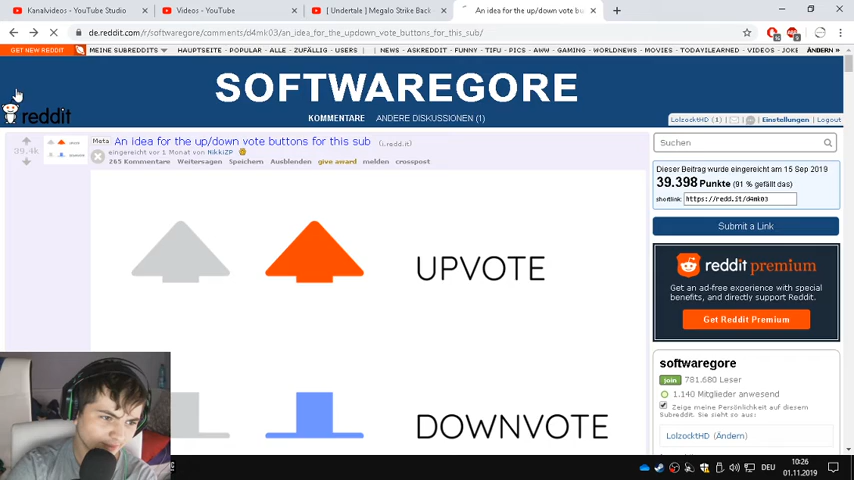 Kanalvideos - YouTube Studio
Videos - YouTube
[ Undertale ] Megalo Strike Back
An idea for the up/down vote bu
de.reddit.com/r/softwaregore/comments/d4mk03/an_idea_for_the_updown_vote_buttons_for_this_sub/
GET NEW REDDIT MEINE SUBREDDITS HAUPTSEITE - POPULAR - ALLE - ZUFÄLLIG - USERS | NEWS - ASKREDDIT - FUNNY - TIFU - PICS - AWW - GAMING - WORLDNEWS - MOVIES - TODAYILEARNED - VIDEOS - JOKE ÄNDERN »
SOFTWAREGORE
reddit
KOMMENTARE ANDERE DISKUSSIONEN (1)
LolzocktHD (1) | Einstellungen | Logout
39.4k
Meta An idea for the up/down vote buttons for this sub (i.redd.it)
eingereicht vor 1 Monat von NikkiZP
265 Kommentare Weitersagen Speichern Ausblenden give award melden crosspost
UPVOTE
DOWNVOTE
Suchen
Dieser Beitrag wurde eingereicht am 15 Sep 2019
39.398 Punkte (91 % gefällt das)
shortlink: https://redd.it/d4mk03
Submit a Link
reddit premium
Get an ad-free experience with special
benefits, and directly support Reddit.
Get Reddit Premium
softwaregore
join 781.680 Leser
1.140 Mitglieder anwesend
Zeige meine Persönlichkeit auf diesem
Subreddit. Sie sieht so aus:
LolzocktHD (Ändern)
DEU
10:26
01.11.2019